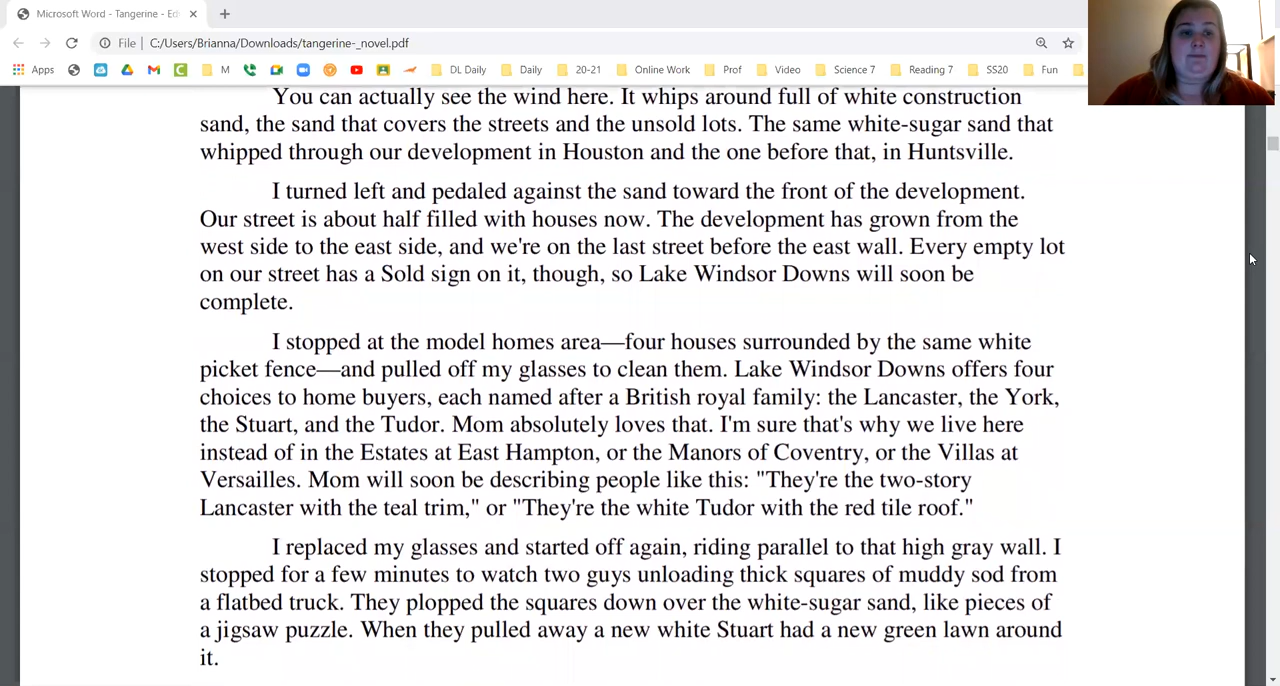 Microsoft Word - Tangerine - Ed
File
C:/Users/Brianna/Downloads/tangerine-_novel.pdf
Apps M DL Daily Daily 20-21 Online Work Prof Video Science 7 Reading 7 SS20 Fun
You can actually see the wind here. It whips around full of white construction
sand, the sand that covers the streets and the unsold lots. The same white-sugar sand that
whipped through our development in Houston and the one before that, in Huntsville.
I turned left and pedaled against the sand toward the front of the development.
Our street is about half filled with houses now. The development has grown from the
west side to the east side, and we're on the last street before the east wall. Every empty lot
on our street has a Sold sign on it, though, so Lake Windsor Downs will soon be
complete.
I stopped at the model homes area—four houses surrounded by the same white
picket fence—and pulled off my glasses to clean them. Lake Windsor Downs offers four
choices to home buyers, each named after a British royal family: the Lancaster, the York,
the Stuart, and the Tudor. Mom absolutely loves that. I'm sure that's why we live here
instead of in the Estates at East Hampton, or the Manors of Coventry, or the Villas at
Versailles. Mom will soon be describing people like this: "They're the two-story
Lancaster with the teal trim," or "They're the white Tudor with the red tile roof."
I replaced my glasses and started off again, riding parallel to that high gray wall. I
stopped for a few minutes to watch two guys unloading thick squares of muddy sod from
a flatbed truck. They plopped the squares down over the white-sugar sand, like pieces of
a jigsaw puzzle. When they pulled away a new white Stuart had a new green lawn around
it.